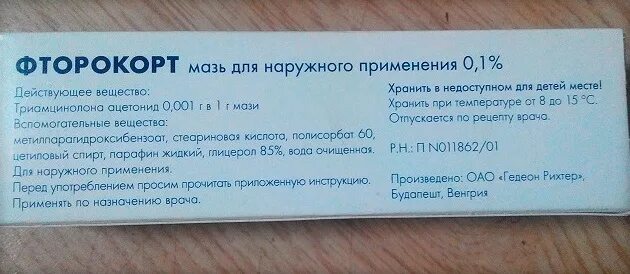 ФТОРОКОРТ мазь для наружного применения 0,1%
Действующее вещество:
Триамцинолона ацетонид 0,001 г в 1 г мази
Вспомогательные вещества:
метилпарагидроксибензоат, стеариновая кислота, полисорбат 60,
цетиловый спирт, парафин жидкий, глицерол 85%, вода очищенная.
Для наружного применения.
Перед употреблением просим прочитать приложенную инструкцию.
Применять по назначению врача.
Хранить в недоступном для детей месте!
Хранить при температуре от 8 до 15 °С.
Отпускается по рецепту врача.
Р.Н.: П N011862/01
Произведено: ОАО "Гедеон Рихтер",
Будапешт, Венгрия